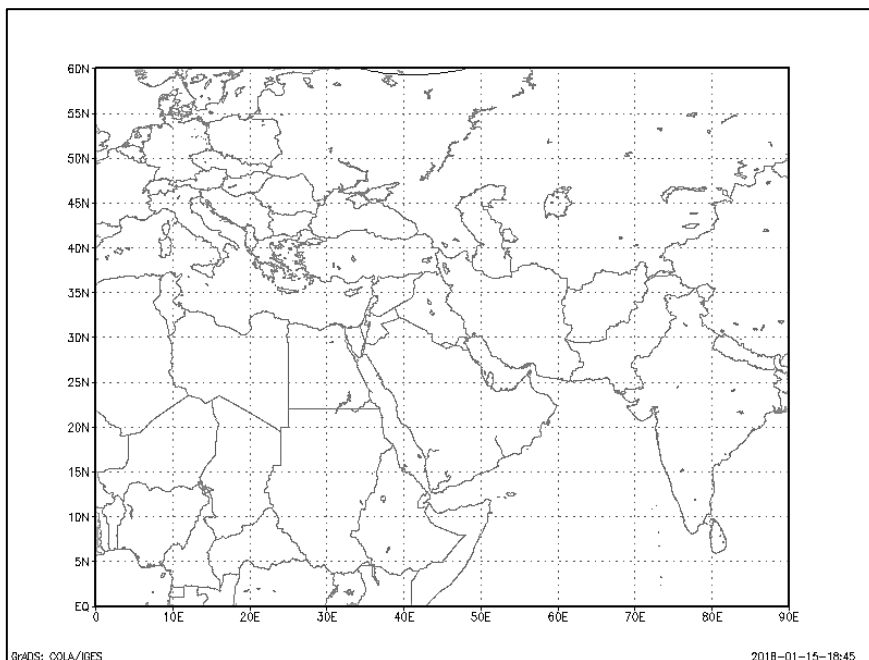 60N
55N
50N
45N
40N
35N
30N
25N
20N
15N
10N
5N
EQ
0 10E 20E 30E 40E 50E 60E 70E 80E 90E
GrADS: COLA/IGES 2018-01-15-18:45